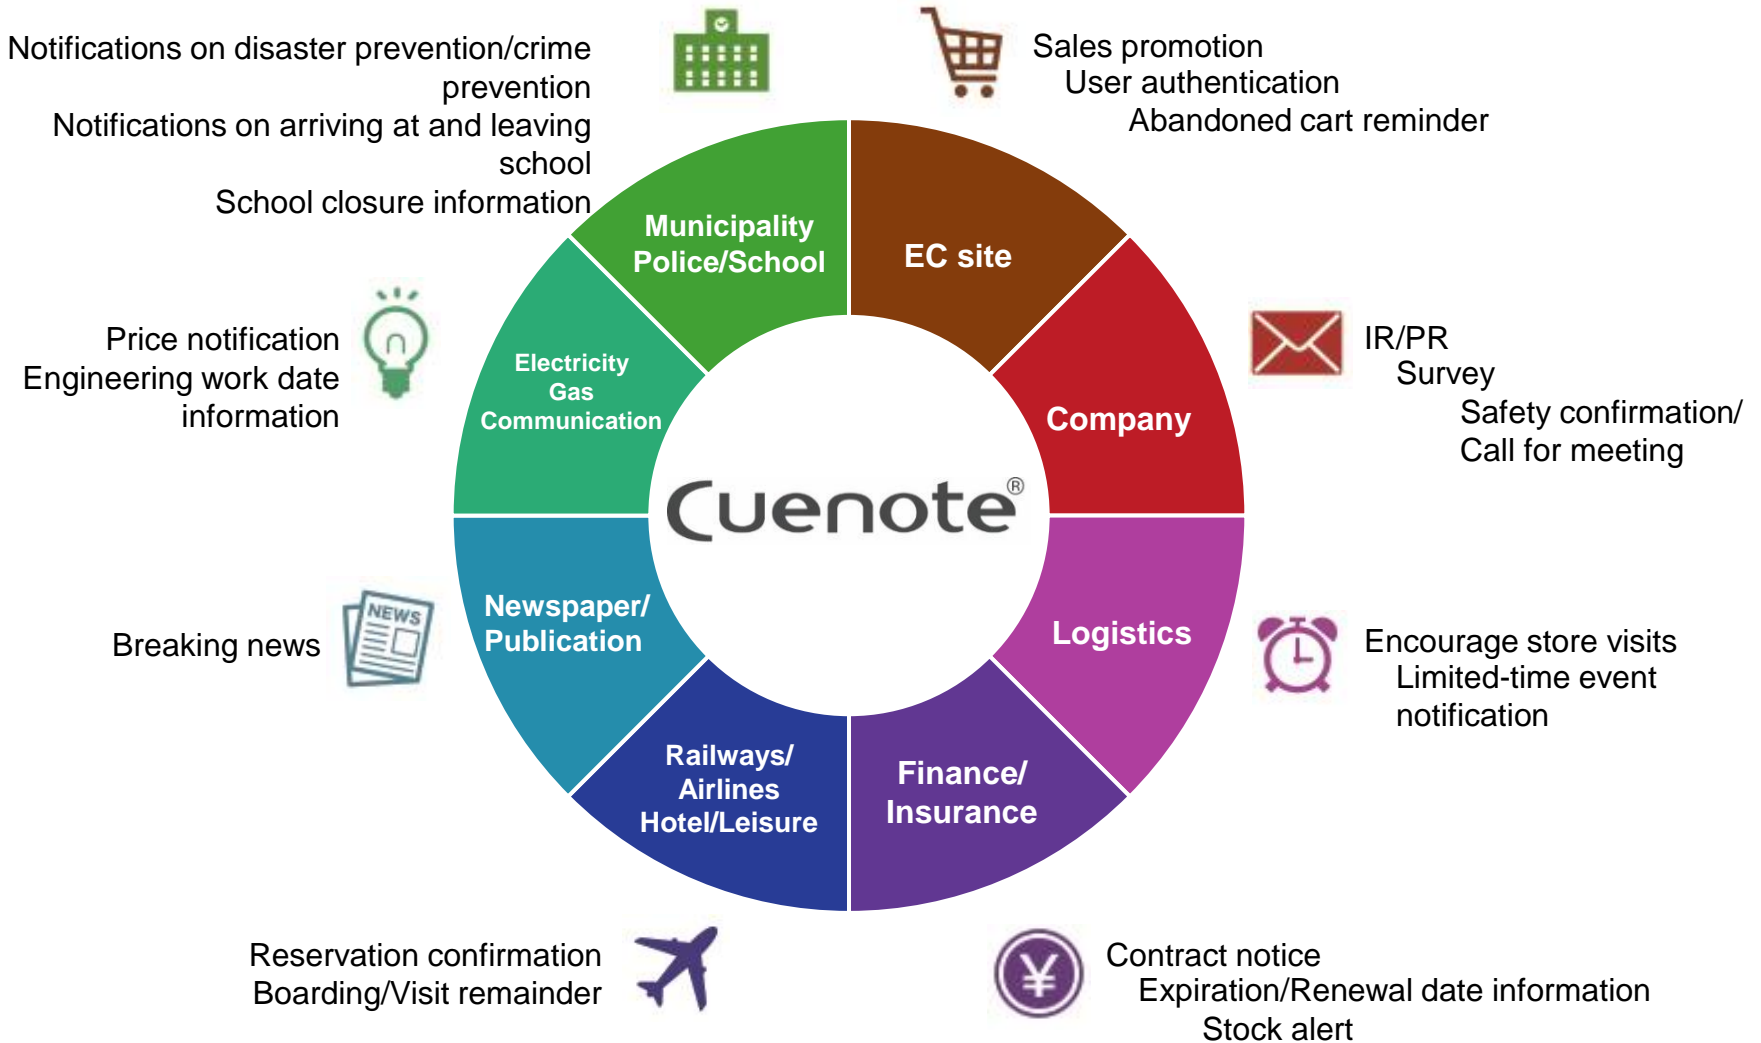 Notifications on disaster prevention/crime
prevention
Notifications on arriving at and leaving
school
School closure information
Sales promotion
User authentication
Abandoned cart reminder
Municipality
Police/School
EC site
Price notification
Engineering work date
information
Electricity
Gas
Communication
Company
IR/PR
Survey
Safety confirmation/
Call for meeting
Cuenote®
Breaking news
NEWS
Newspaper/
Publication
Logistics
Encourage store visits
Limited-time event
notification
Railways/
Airlines
Hotel/Leisure
Finance/
Insurance
Reservation confirmation
Boarding/Visit remainder
¥
Contract notice
Expiration/Renewal date information
Stock alert